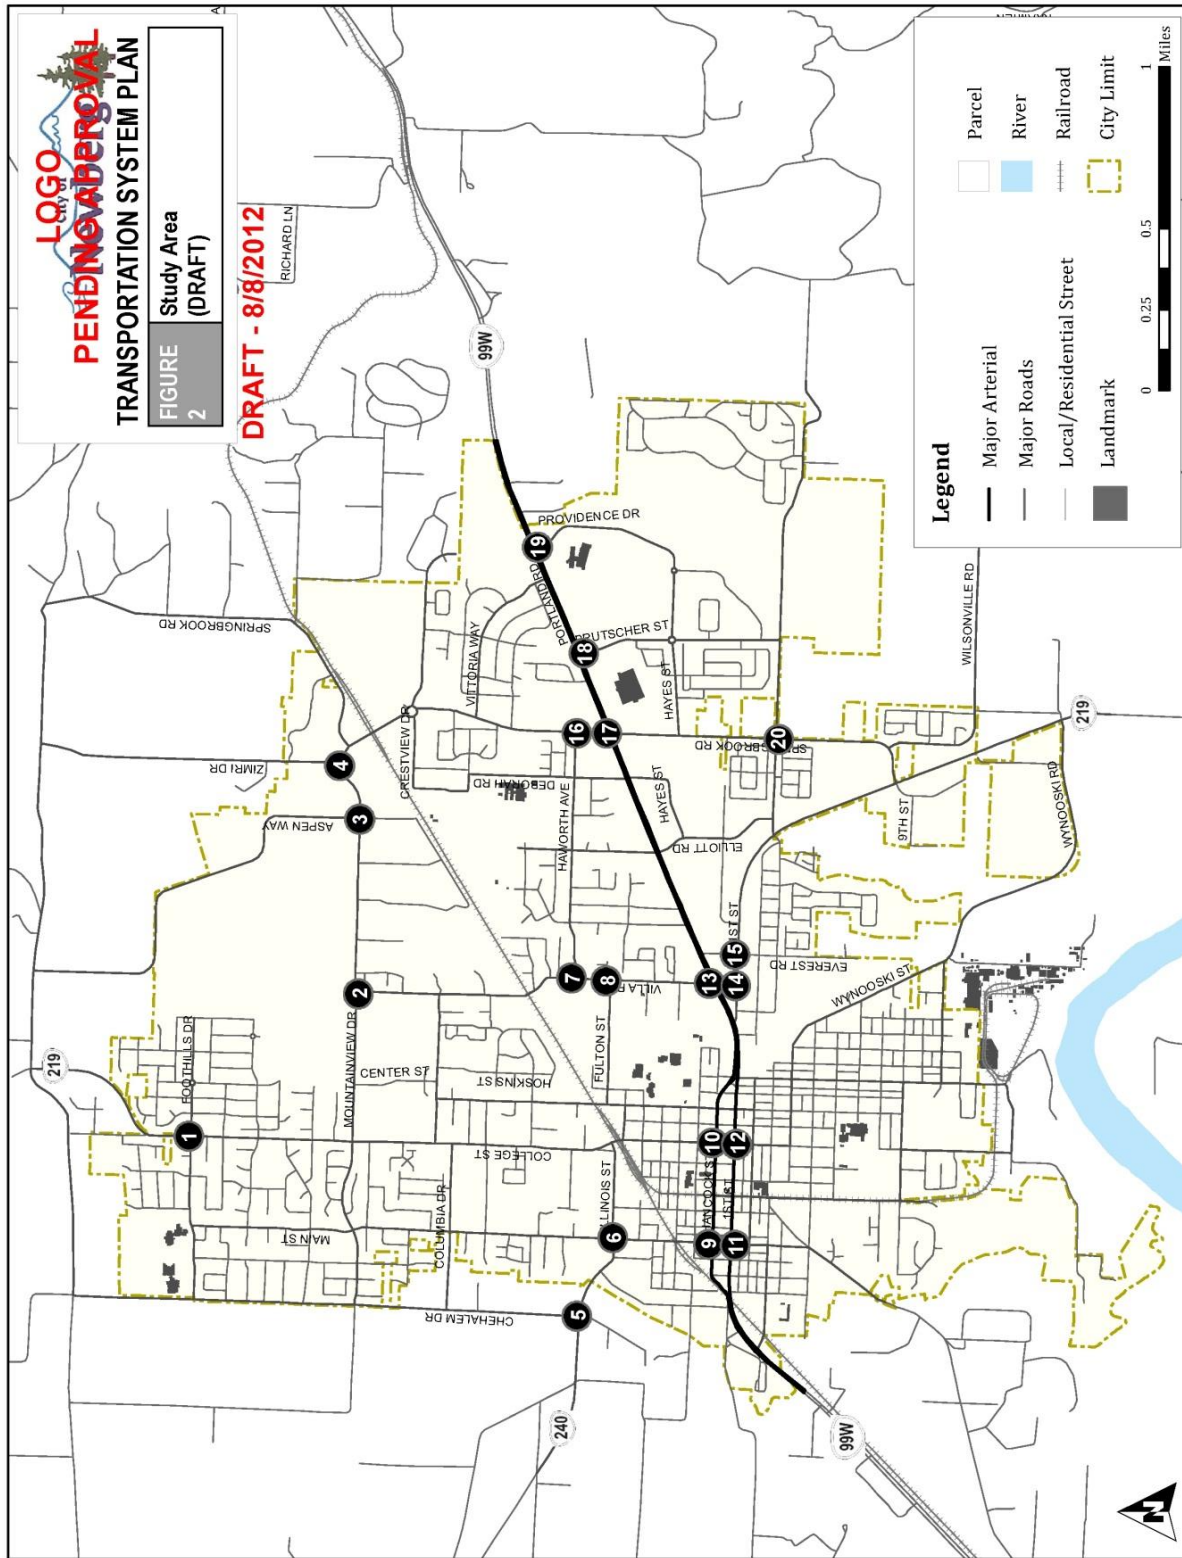 LOGO
PENDING APPROVAL
City of
Newberg
TRANSPORTATION SYSTEM PLAN
FIGURE 2
Study Area
(DRAFT)
DRAFT - 8/8/2012
RICHARD LN
99W
SPRINGBROOK RD
ZIMRI DR
ASPEN WAY
CRESTVIEW DR
VITTORIA WAY
PROVIDENCE DR
PORTLAND RD
BRUTSCHER ST
HAYES ST
HAYES ST
SPRINGBROOK RD
DEBORAH RD
HAWORTH AVE
ELLIOTT RD
WILSONVILLE RD
219
WYNOOSKI RD
9TH ST
1ST ST
EVEREST RD
WYNOOSKI ST
VILLA R
FULTON ST
219
FOOTHILLS DR
MOUNTAINVIEW DR
CENTER ST
HOSKINS ST
COLLEGE ST
COLUMBIA DR
MAIN ST
ILLINOIS ST
HANCOCK ST
1ST ST
CHEHALEM DR
240
99W
1
2
3
4
5
6
7
8
9
10
11
12
13
14
15
16
17
18
19
20
Legend
Major Arterial
Major Roads
Local/Residential Street
Landmark
Parcel
River
Railroad
City Limit
0 0.25 0.5 1
Miles
N